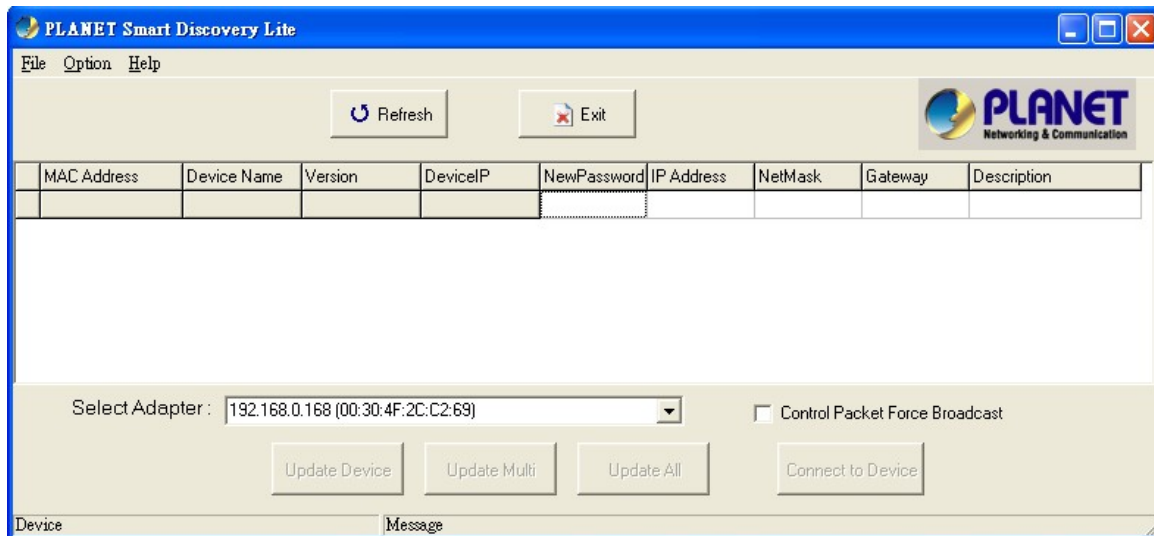 PLANET Smart Discovery Lite
File Option Help
Refresh Exit
PLANET
Networking & Communication
MAC Address Device Name Version DeviceIP NewPassword IP Address NetMask Gateway Description
Select Adapter : 192.168.0.168 (00:30:4F:2C:C2:69) Control Packet Force Broadcast
Update Device Update Multi Update All Connect to Device
Device Message